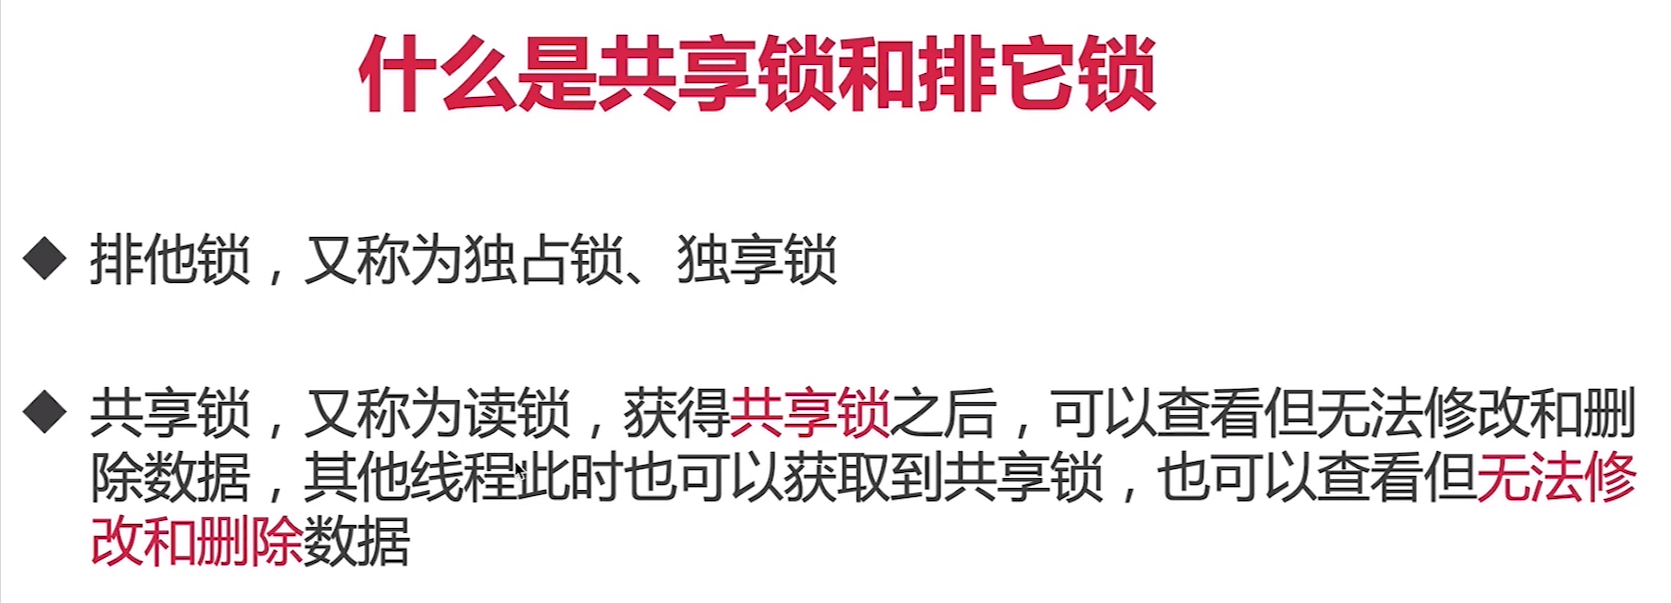 什么是共享锁和排它锁
◆ 排他锁，又称为独占锁、独享锁
◆ 共享锁，又称为读锁，获得共享锁之后，可以查看但无法修改和删
除数据，其他线程此时也可以获取到共享锁，也可以查看但无法修
改和删除数据